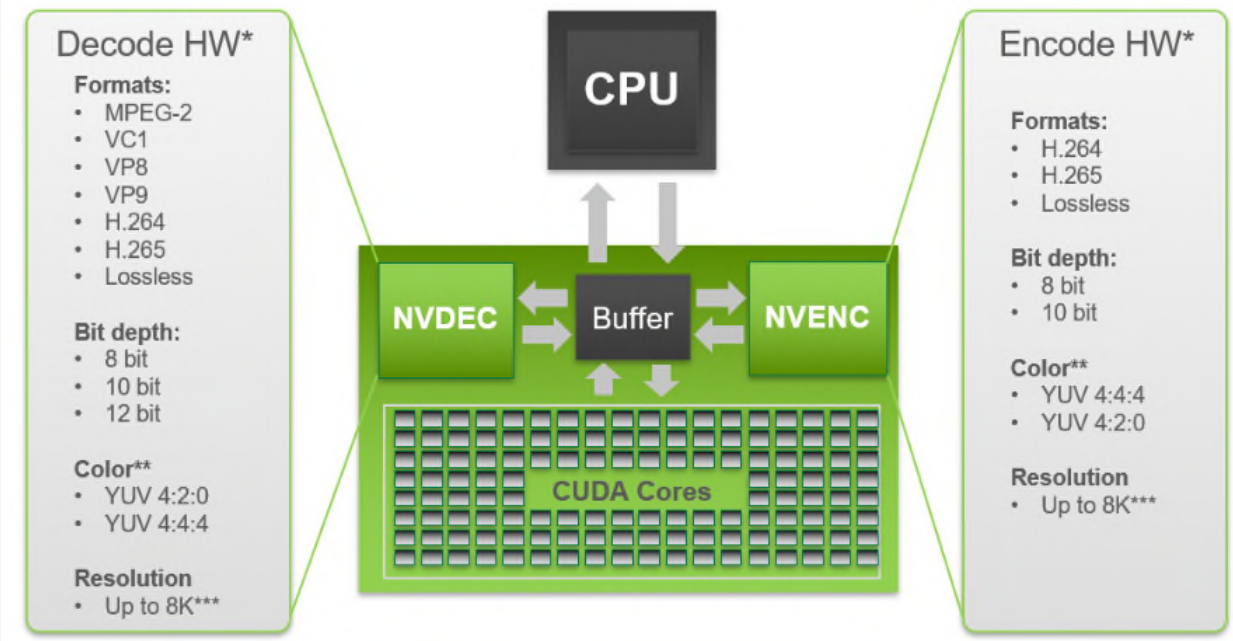 Decode HW*
Formats:
• MPEG-2
• VC1
• VP8
• VP9
• H.264
• H.265
• Lossless
Bit depth:
• 8 bit
• 10 bit
• 12 bit
Color**
• YUV 4:2:0
• YUV 4:4:4
Resolution
• Up to 8K***
CPU
NVDEC
Buffer
NVENC
CUDA Cores
Encode HW*
Formats:
• H.264
• H.265
• Lossless
Bit depth:
• 8 bit
• 10 bit
Color**
• YUV 4:4:4
• YUV 4:2:0
Resolution
• Up to 8K***